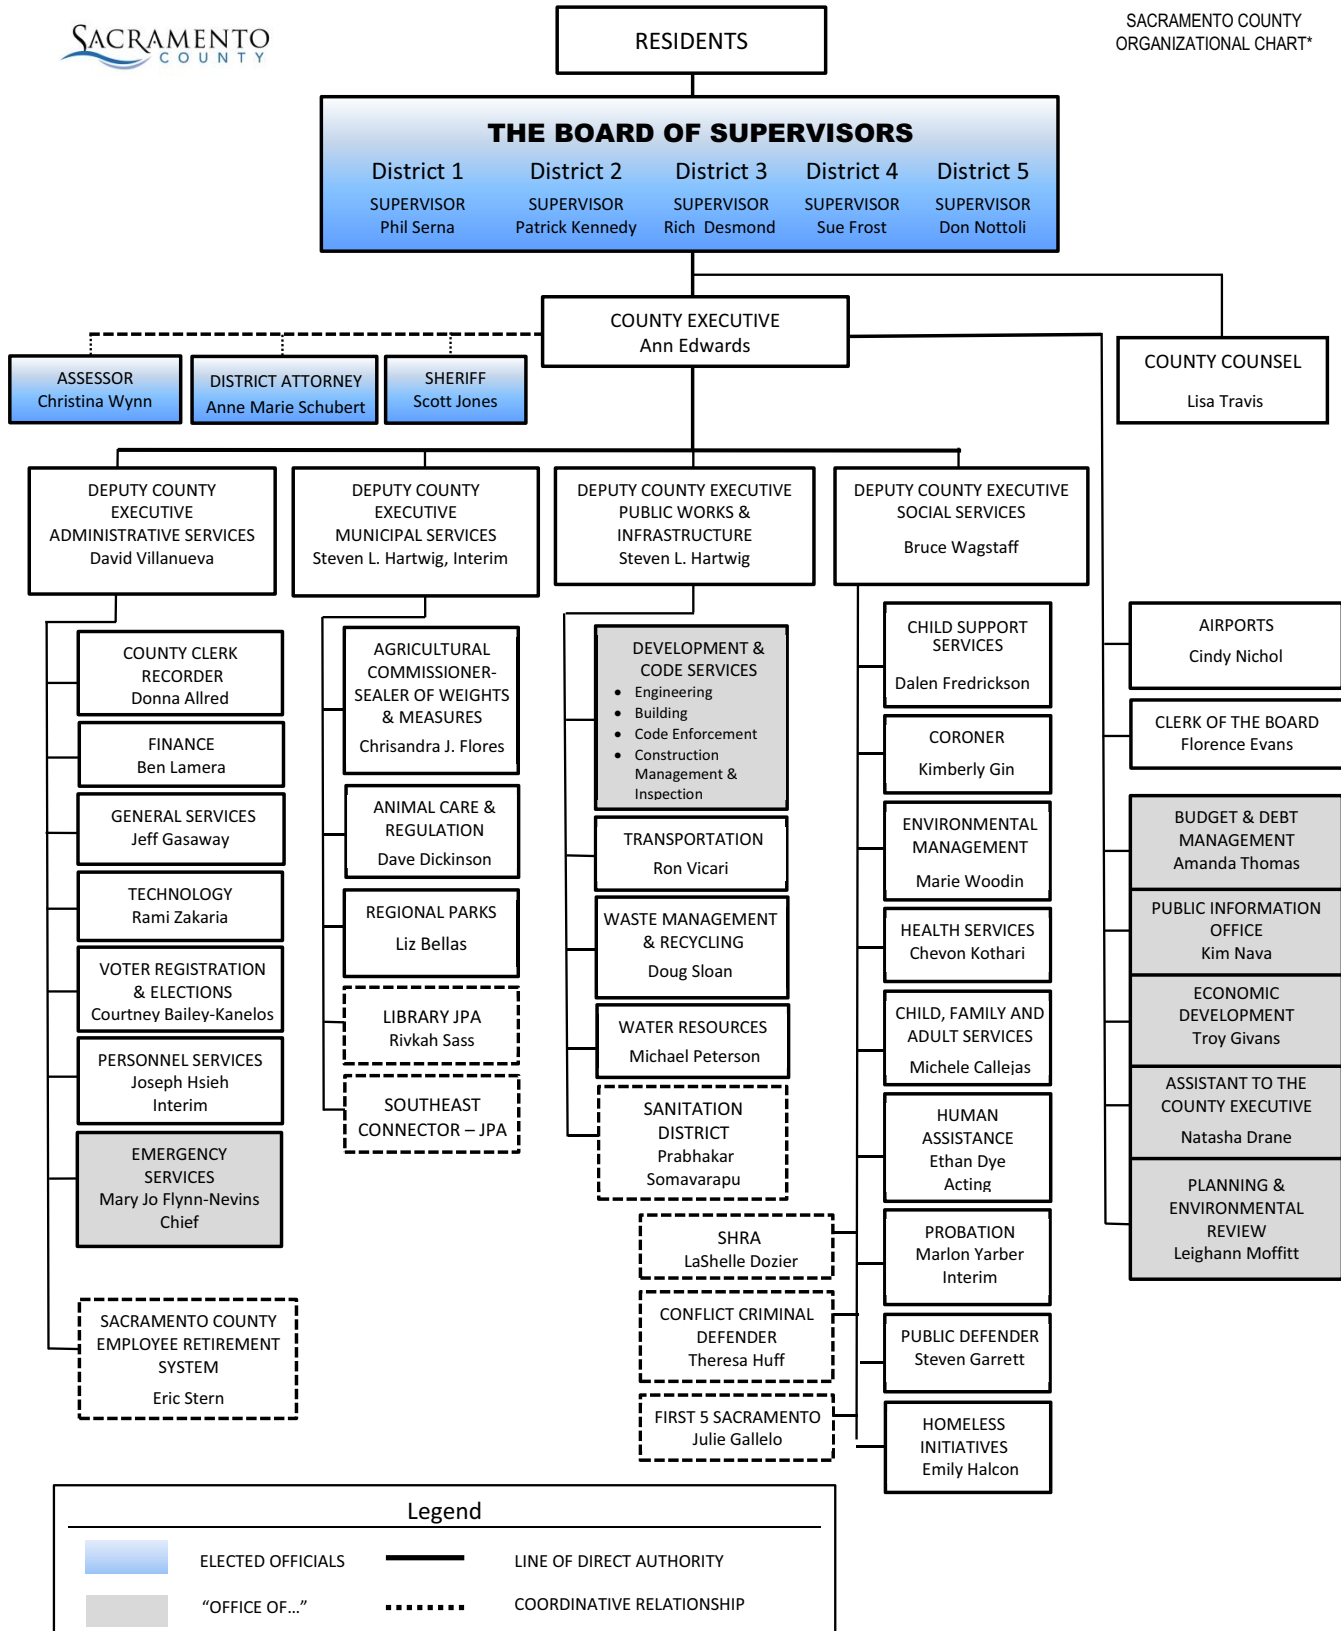 SACRAMENTO
COUNTY
RESIDENTS
SACRAMENTO COUNTY
ORGANIZATIONAL CHART*
THE BOARD OF SUPERVISORS
District 1
SUPERVISOR
Phil Serna
District 2
SUPERVISOR
Patrick Kennedy
District 3
SUPERVISOR
Rich Desmond
District 4
SUPERVISOR
Sue Frost
District 5
SUPERVISOR
Don Nottoli
COUNTY EXECUTIVE
Ann Edwards
COUNTY COUNSEL
Lisa Travis
ASSESSOR
Christina Wynn
DISTRICT ATTORNEY
Anne Marie Schubert
SHERIFF
Scott Jones
DEPUTY COUNTY
EXECUTIVE
ADMINISTRATIVE SERVICES
David Villanueva
DEPUTY COUNTY
EXECUTIVE
MUNICIPAL SERVICES
Steven L. Hartwig, Interim
DEPUTY COUNTY EXECUTIVE
PUBLIC WORKS &
INFRASTRUCTURE
Steven L. Hartwig
DEPUTY COUNTY EXECUTIVE
SOCIAL SERVICES
Bruce Wagstaff
COUNTY CLERK
RECORDER
Donna Allred
FINANCE
Ben Lamera
GENERAL SERVICES
Jeff Gasaway
TECHNOLOGY
Rami Zakaria
VOTER REGISTRATION
& ELECTIONS
Courtney Bailey-Kanelos
PERSONNEL SERVICES
Joseph Hsieh
Interim
EMERGENCY
SERVICES
Mary Jo Flynn-Nevins
Chief
SACRAMENTO COUNTY
EMPLOYEE RETIREMENT
SYSTEM
Eric Stern
AGRICULTURAL
COMMISSIONER-
SEALER OF WEIGHTS
& MEASURES
Chrisandra J. Flores
ANIMAL CARE &
REGULATION
Dave Dickinson
REGIONAL PARKS
Liz Bellas
LIBRARY JPA
Rivkah Sass
SOUTHEAST
CONNECTOR – JPA
DEVELOPMENT &
CODE SERVICES
• Engineering
• Building
• Code Enforcement
• Construction
Management &
Inspection
TRANSPORTATION
Ron Vicari
WASTE MANAGEMENT
& RECYCLING
Doug Sloan
WATER RESOURCES
Michael Peterson
SANITATION
DISTRICT
Prabhakar
Somavarapu
SHRA
LaShelle Dozier
CONFLICT CRIMINAL
DEFENDER
Theresa Huff
FIRST 5 SACRAMENTO
Julie Gallelo
CHILD SUPPORT
SERVICES
Dalen Fredrickson
CORONER
Kimberly Gin
ENVIRONMENTAL
MANAGEMENT
Marie Woodin
HEALTH SERVICES
Chevon Kothari
CHILD, FAMILY AND
ADULT SERVICES
Michele Callejas
HUMAN
ASSISTANCE
Ethan Dye
Acting
PROBATION
Marlon Yarber
Interim
PUBLIC DEFENDER
Steven Garrett
HOMELESS
INITIATIVES
Emily Halcon
AIRPORTS
Cindy Nichol
CLERK OF THE BOARD
Florence Evans
BUDGET & DEBT
MANAGEMENT
Amanda Thomas
PUBLIC INFORMATION
OFFICE
Kim Nava
ECONOMIC
DEVELOPMENT
Troy Givans
ASSISTANT TO THE
COUNTY EXECUTIVE
Natasha Drane
PLANNING &
ENVIRONMENTAL
REVIEW
Leighann Moffitt
Legend
ELECTED OFFICIALS
LINE OF DIRECT AUTHORITY
"OFFICE OF…"
COORDINATIVE RELATIONSHIP